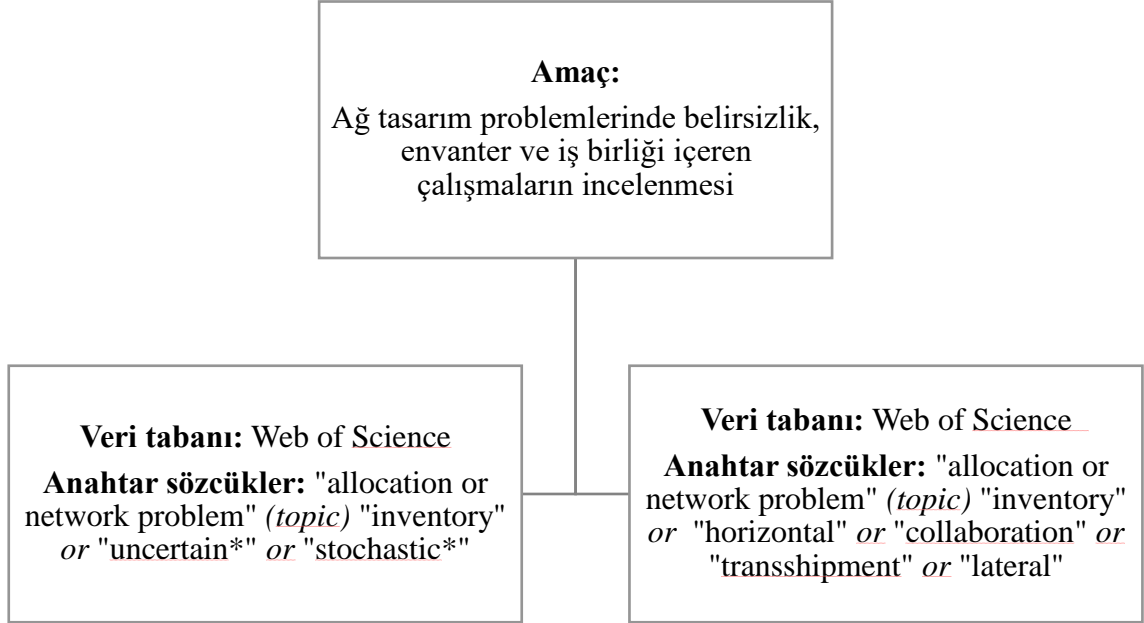 Amaç:
Ağ tasarım problemlerinde belirsizlik,
envanter ve iş birliği içeren
çalışmaların incelenmesi
Veri tabanı: Web of Science
Anahtar sözcükler: "allocation or
network problem" (topic) "inventory"
or "uncertain*" or "stochastic*"
Veri tabanı: Web of Science
Anahtar sözcükler: "allocation or
network problem" (topic) "inventory"
or "horizontal" or "collaboration" or
"transshipment" or "lateral"